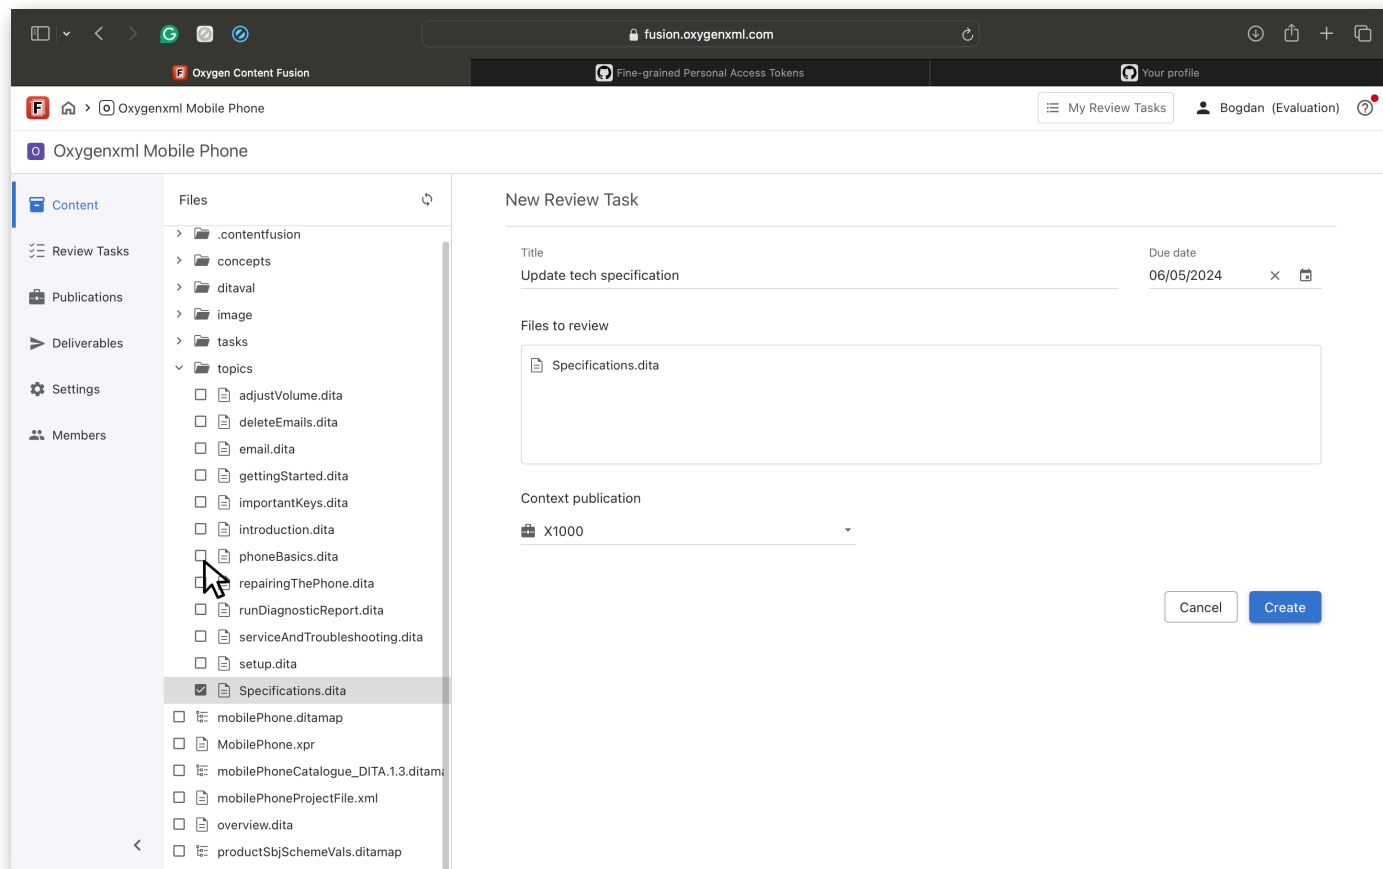 fusion.oxygenxml.com
F Oxygen Content Fusion
Fine-grained Personal Access Tokens
Your profile
F
O Oxygenxml Mobile Phone
My Review Tasks
Bogdan (Evaluation)
O Oxygenxml Mobile Phone
Content
Review Tasks
Publications
Deliverables
Settings
Members
Files
.contentfusion
concepts
ditaval
image
tasks
topics
adjustVolume.dita
deleteEmails.dita
email.dita
gettingStarted.dita
importantKeys.dita
introduction.dita
phoneBasics.dita
repairingThePhone.dita
runDiagnosticReport.dita
serviceAndTroubleshooting.dita
setup.dita
Specifications.dita
mobilePhone.ditamap
MobilePhone.xpr
mobilePhoneCatalogue_DITA.1.3.ditama
mobilePhoneProjectFile.xml
overview.dita
productSbjSchemeVals.ditamap
New Review Task
Title
Update tech specification
Due date
06/05/2024
Files to review
Specifications.dita
Context publication
X1000
Cancel
Create